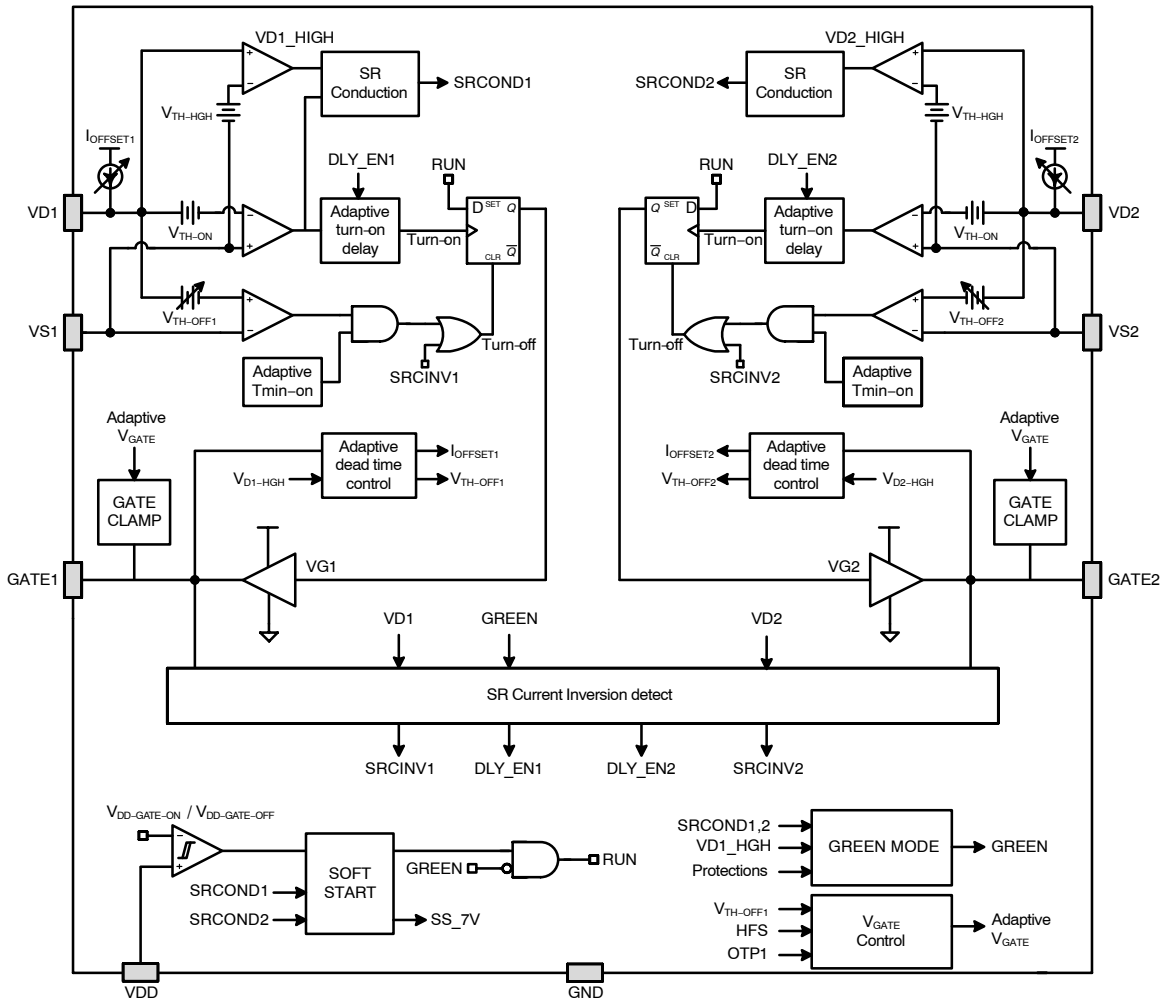 VD1_HIGH
VD2_HIGH
SR
Conduction
SRCOND1
SRCOND2
SR
Conduction
VTH−HGH
VTH−HGH
IOFFSET1
IOFFSET2
DLY_EN1
RUN
RUN
DLY_EN2
VD1
VTH−ON
Adaptive
turn−on
delay
Turn−on
D SET Q
CLR Q
Q SET D
Q CLR
Turn−on
Adaptive
turn−on
delay
VTH−ON
VD2
VS1
VTH−OFF1
Turn−off
SRCINV1
Adaptive
Tmin−on
Turn−off
SRCINV2
VTH−OFF2
VS2
Adaptive
Tmin−on
Adaptive
VGATE
GATE
CLAMP
VD1−HGH
Adaptive
dead time
control
IOFFSET1
VTH−OFF1
IOFFSET2
VTH−OFF2
Adaptive
dead time
control
VD2−HGH
Adaptive
VGATE
GATE
CLAMP
GATE1
VG1
VG2
GATE2
VD1
GREEN
VD2
SR Current Inversion detect
SRCINV1
DLY_EN1
DLY_EN2
SRCINV2
VDD−GATE−ON / VDD−GATE−OFF
SOFT
START
SRCOND1
SRCOND2
GREEN
RUN
SS_7V
VDD
GND
SRCOND1,2
VD1_HGH
Protections
GREEN MODE
GREEN
VTH−OFF1
HFS
OTP1
VGATE
Control
Adaptive
VGATE